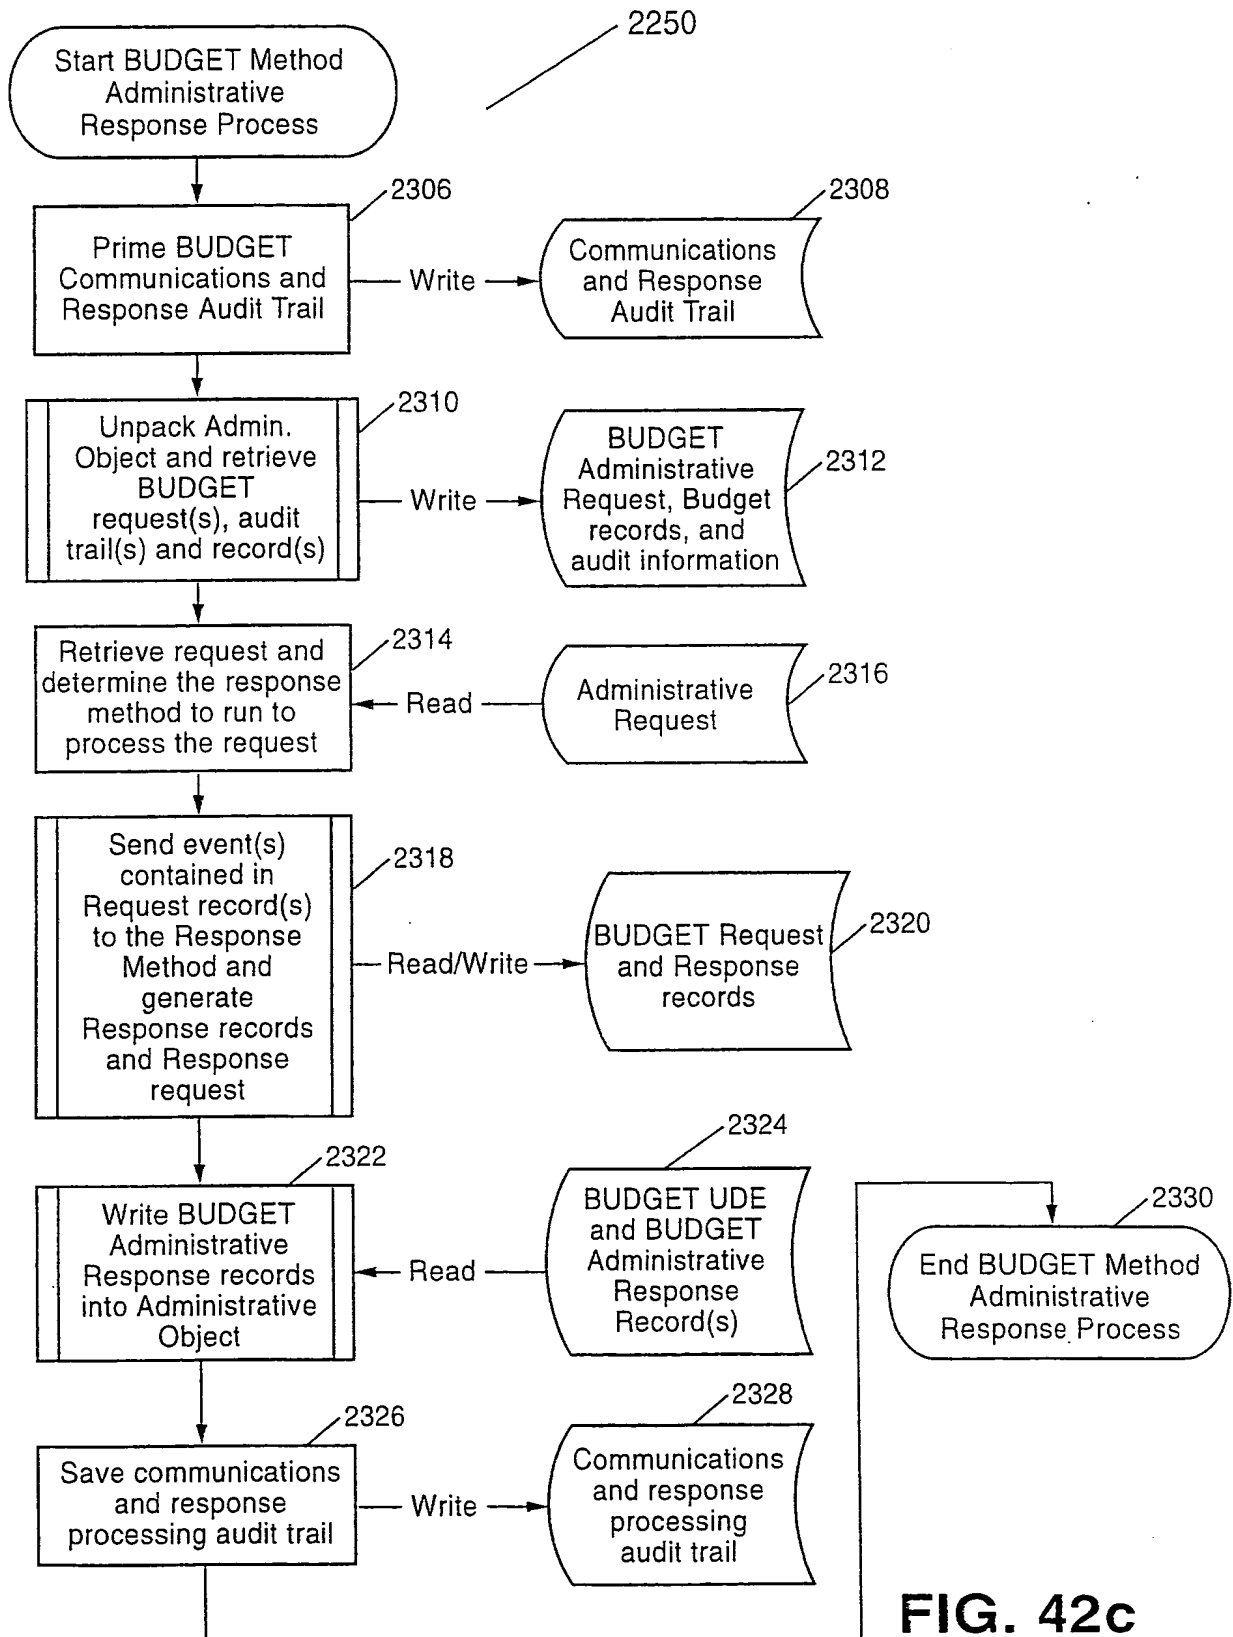 2250
Start BUDGET Method
Administrative
Response Process
2306
Prime BUDGET
Communications and
Response Audit Trail
Write
2308
Communications
and Response
Audit Trail
2310
Unpack Admin.
Object and retrieve
BUDGET
request(s), audit
trail(s) and record(s)
Write
BUDGET
Administrative
Request, Budget
records, and
audit information
2312
2314
Retrieve request and
determine the response
method to run to
process the request
Read
Administrative
Request
2316
2318
Send event(s)
contained in
Request record(s)
to the Response
Method and
generate
Response records
and Response
request
Read/Write
BUDGET Request
and Response
records
2320
2322
Write BUDGET
Administrative
Response records
into Administrative
Object
Read
2324
BUDGET UDE
and BUDGET
Administrative
Response
Record(s)
2326
Save communications
and response
processing audit trail
Write
2328
Communications
and response
processing
audit trail
2330
End BUDGET Method
Administrative
Response Process
FIG. 42c